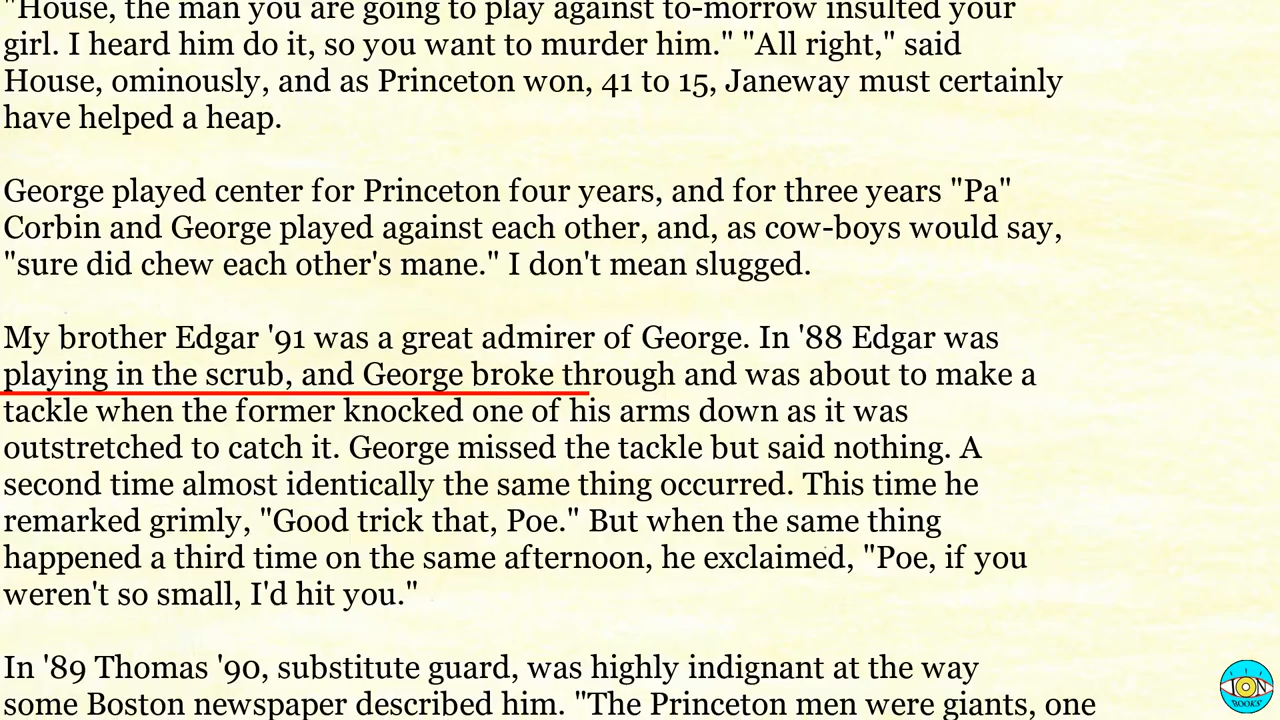 "House, the man you are going to play against to-morrow insulted your
girl. I heard him do it, so you want to murder him." "All right," said
House, ominously, and as Princeton won, 41 to 15, Janeway must certainly
have helped a heap.
George played center for Princeton four years, and for three years "Pa"
Corbin and George played against each other, and, as cow-boys would say,
"sure did chew each other's mane." I don't mean slugged.
My brother Edgar '91 was a great admirer of George. In '88 Edgar was
playing in the scrub, and George broke through and was about to make a
tackle when the former knocked one of his arms down as it was
outstretched to catch it. George missed the tackle but said nothing. A
second time almost identically the same thing occurred. This time he
remarked grimly, "Good trick that, Poe." But when the same thing
happened a third time on the same afternoon, he exclaimed, "Poe, if you
weren't so small, I'd hit you."
In '89 Thomas '90, substitute guard, was highly indignant at the way
some Boston newspaper described him. "The Princeton men were giants, one
ION
BOOKS